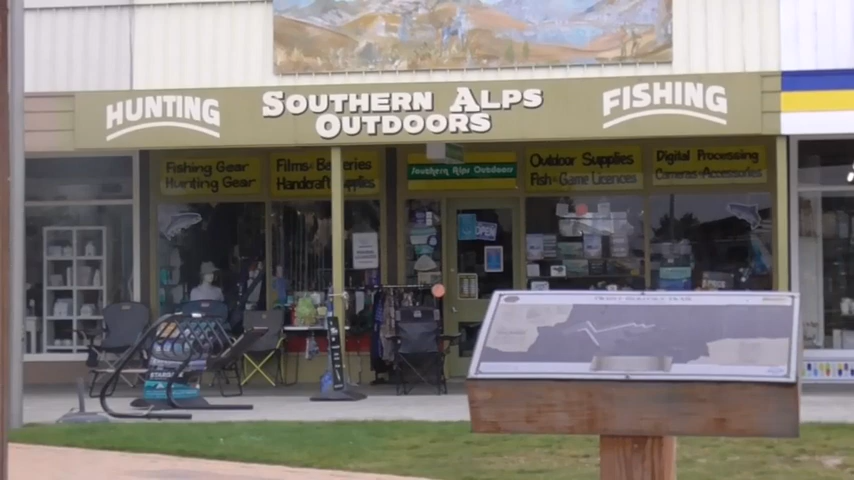 HUNTING
SOUTHERN ALPS
OUTDOORS
FISHING
Fishing Gear
Hunting Gear
Films & Batteries
Handcraft Supplies
Southern Alps Outdoors
Outdoor Supplies
Fish & Game Licences
Digital Processing
Cameras & Accessories
OPEN